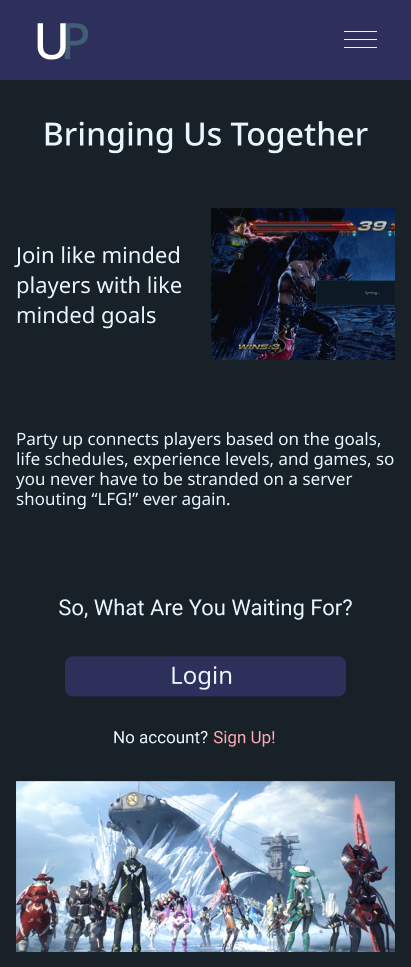 UP
Bringing Us Together
39
Join like minded
players with like
minded goals
WINS:3
Party up connects players based on the goals,
life schedules, experience levels, and games, so
you never have to be stranded on a server
shouting “LFG!” ever again.
So, What Are You Waiting For?
Login
No account? Sign Up!